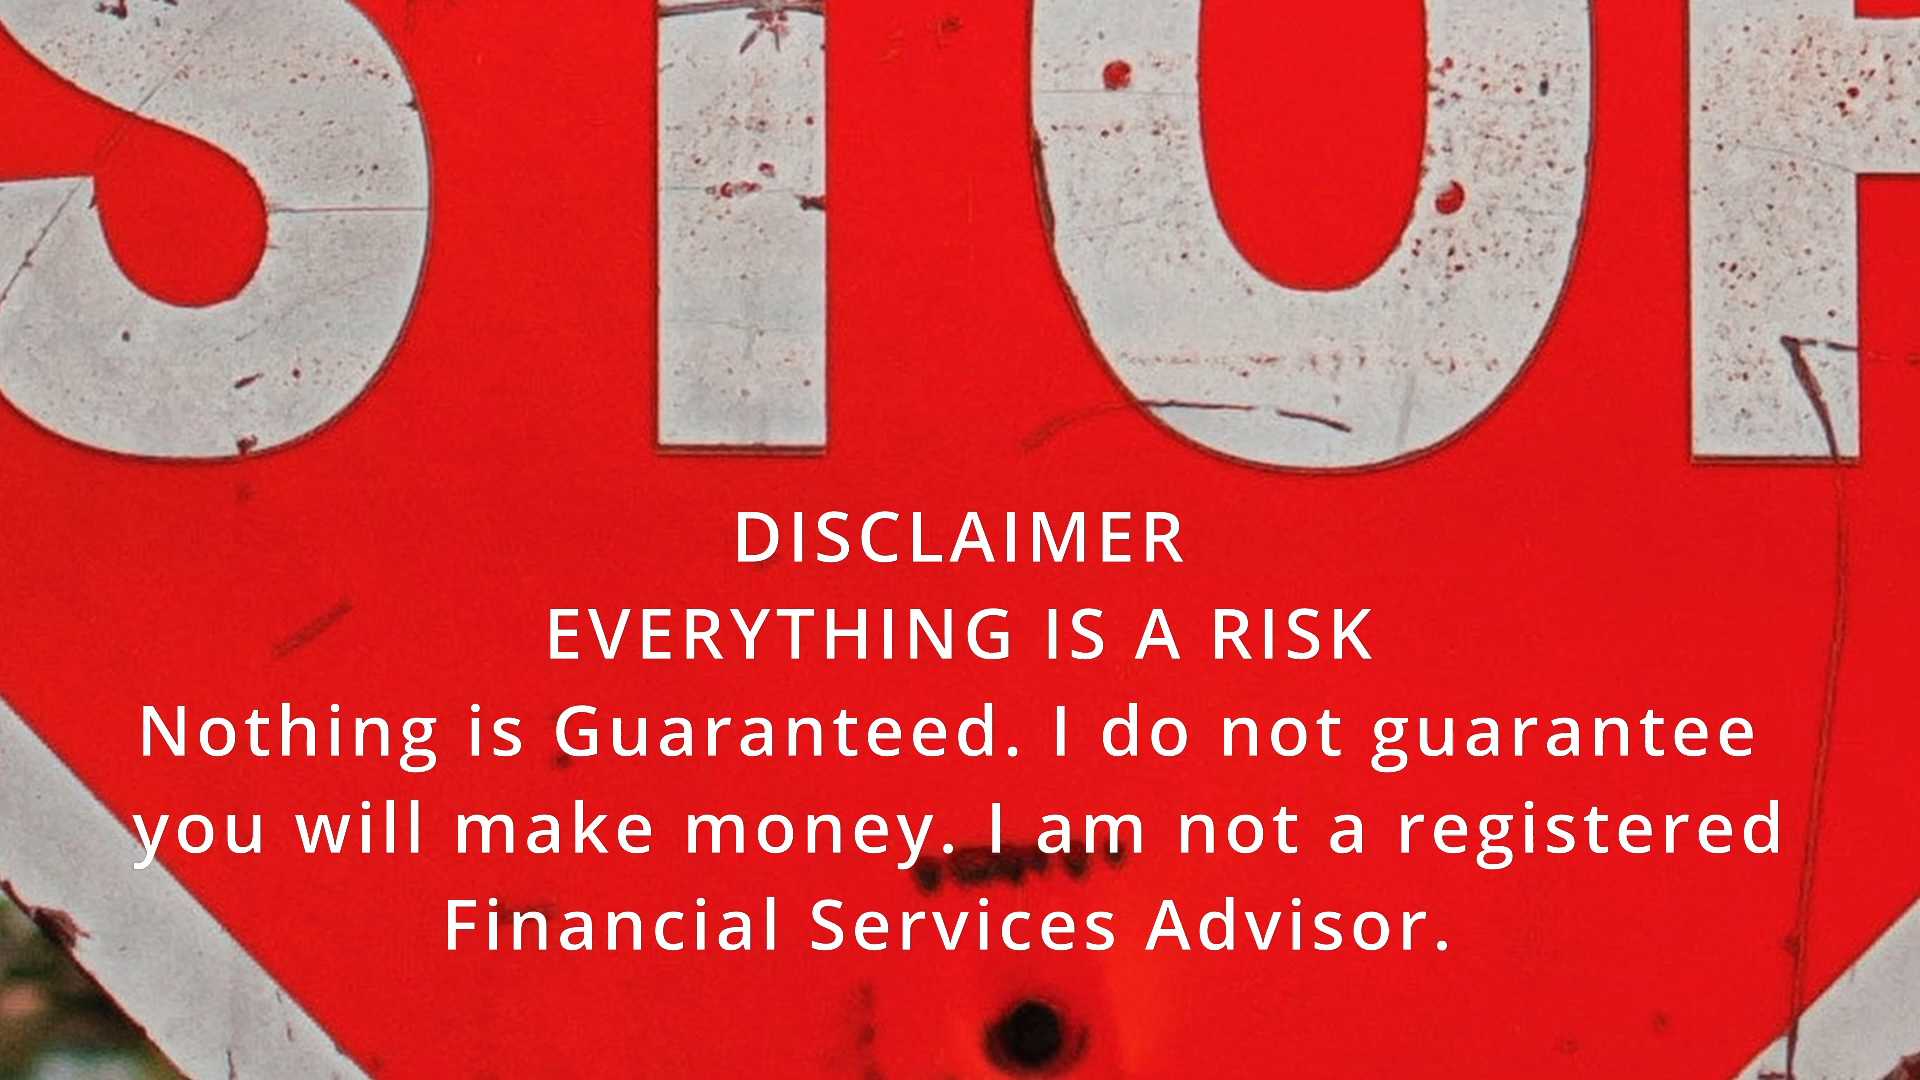 STOP
DISCLAIMER
EVERYTHING IS A RISK
Nothing is Guaranteed. I do not guarantee
you will make money. I am not a registered
Financial Services Advisor.